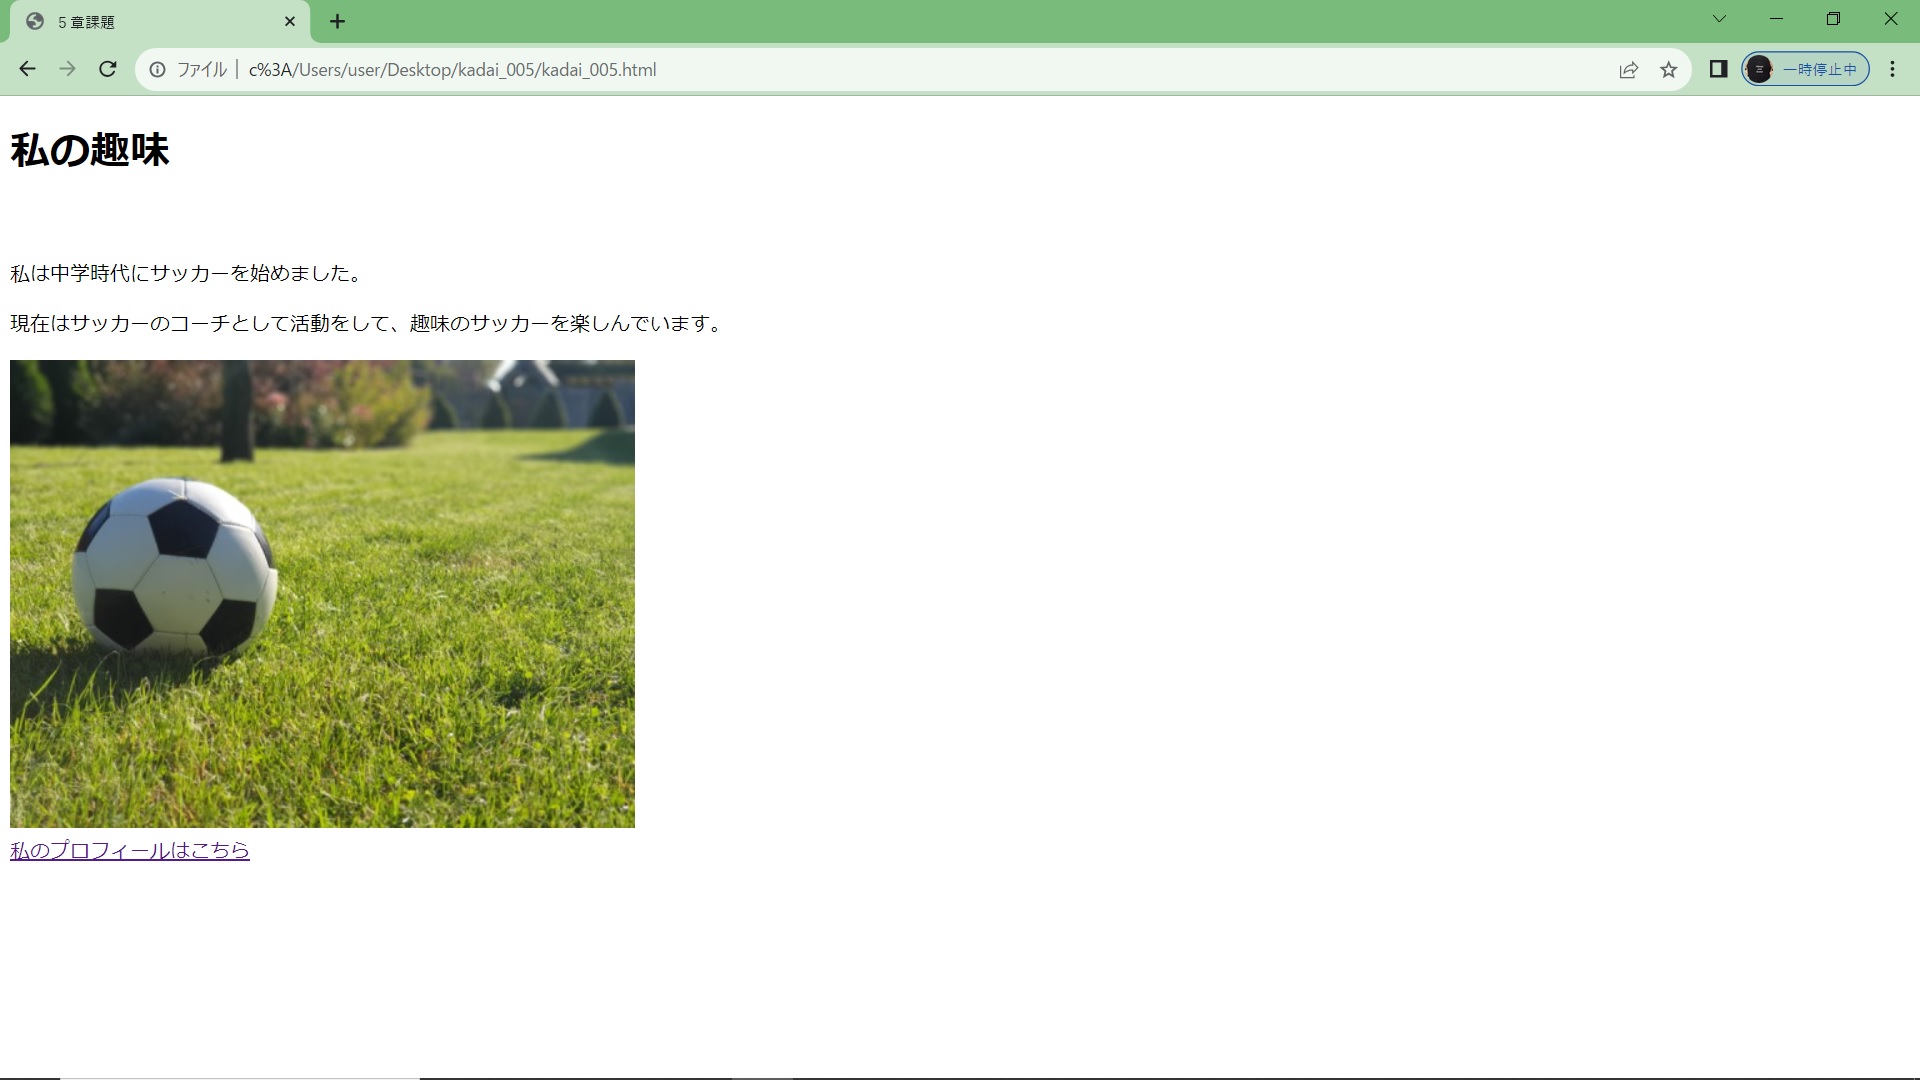 5 章課題
ファイル | c%3A/Users/user/Desktop/kadai_005/kadai_005.html
一時停止中
私の趣味
私は中学時代にサッカーを始めました。
現在はサッカーのコーチとして活動をして、趣味のサッカーを楽しんでいます。
私のプロフィールはこちら